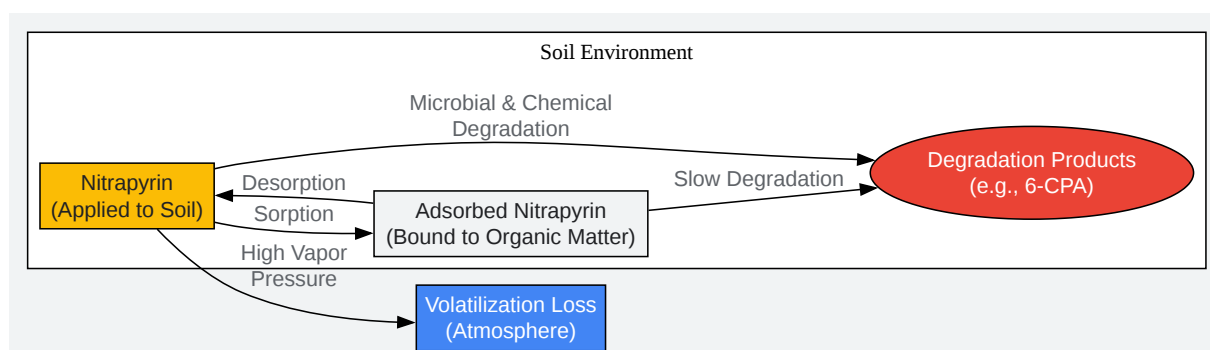 Soil Environment
Microbial & Chemical
Degradation
Nitrapyrin
(Applied to Soil)
Desorption
Sorption
Adsorbed Nitrapyrin
(Bound to Organic Matter)
Slow Degradation
Degradation Products
(e.g., 6-CPA)
High Vapor
Pressure
Volatilization Loss
(Atmosphere)